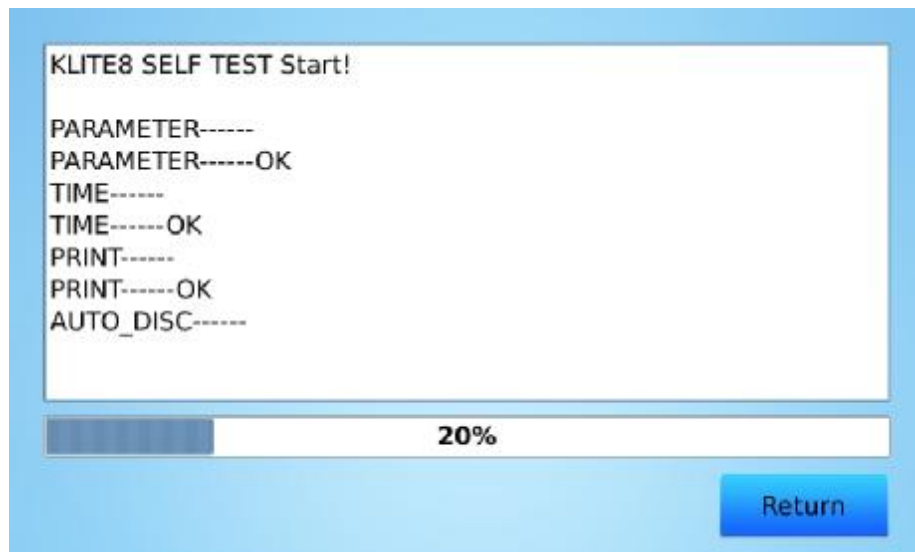 KLITE8 SELF TEST Start!
PARAMETER------
PARAMETER------OK
TIME------
TIME------OK
PRINT------
PRINT------OK
AUTO_DISC------
20%
Return